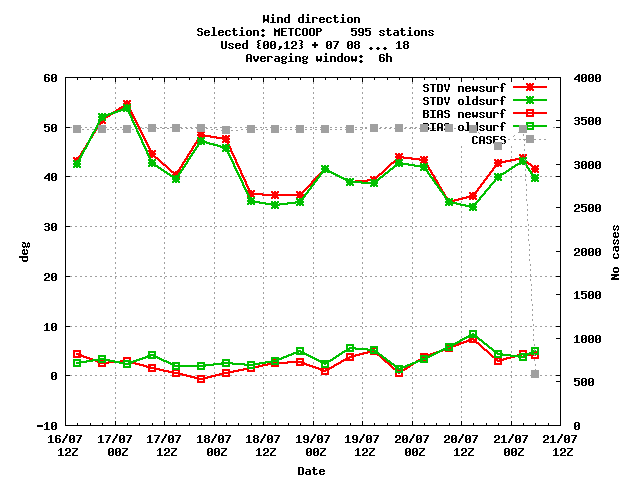 Wind direction
Selection: METCOOP    595 stations
Used {00,12} + 07 08 ... 18
Averaging window:  6h
STDV newsurf
STDV oldsurf
BIAS newsurf
BIAS oldsurf
CASES
60
50
40
30
20
10
0
-10
deg
4000
3500
3000
2500
2000
1500
1000
500
0
No cases
16/07 17/07 17/07 18/07 18/07 19/07 19/07 20/07 20/07 21/07 21/07
12Z 00Z 12Z 00Z 12Z 00Z 12Z 00Z 12Z 00Z 12Z
Date